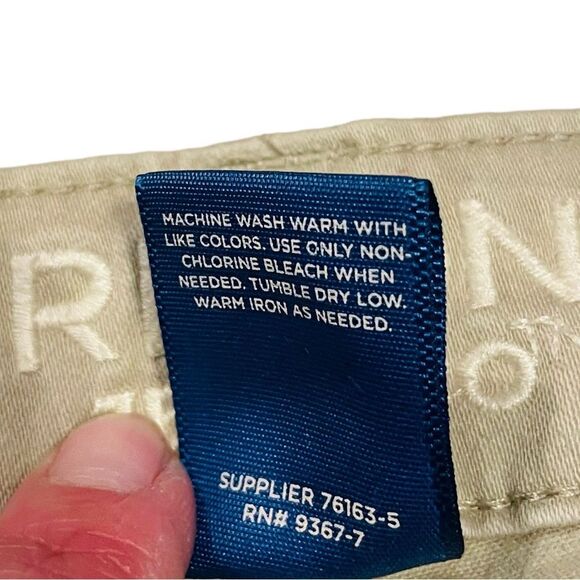 MACHINE WASH WARM WITH
LIKE COLORS. USE ONLY NON-
CHLORINE BLEACH WHEN
NEEDED. TUMBLE DRY LOW.
WARM IRON AS NEEDED.
SUPPLIER 76163-5
RN# 9367-7